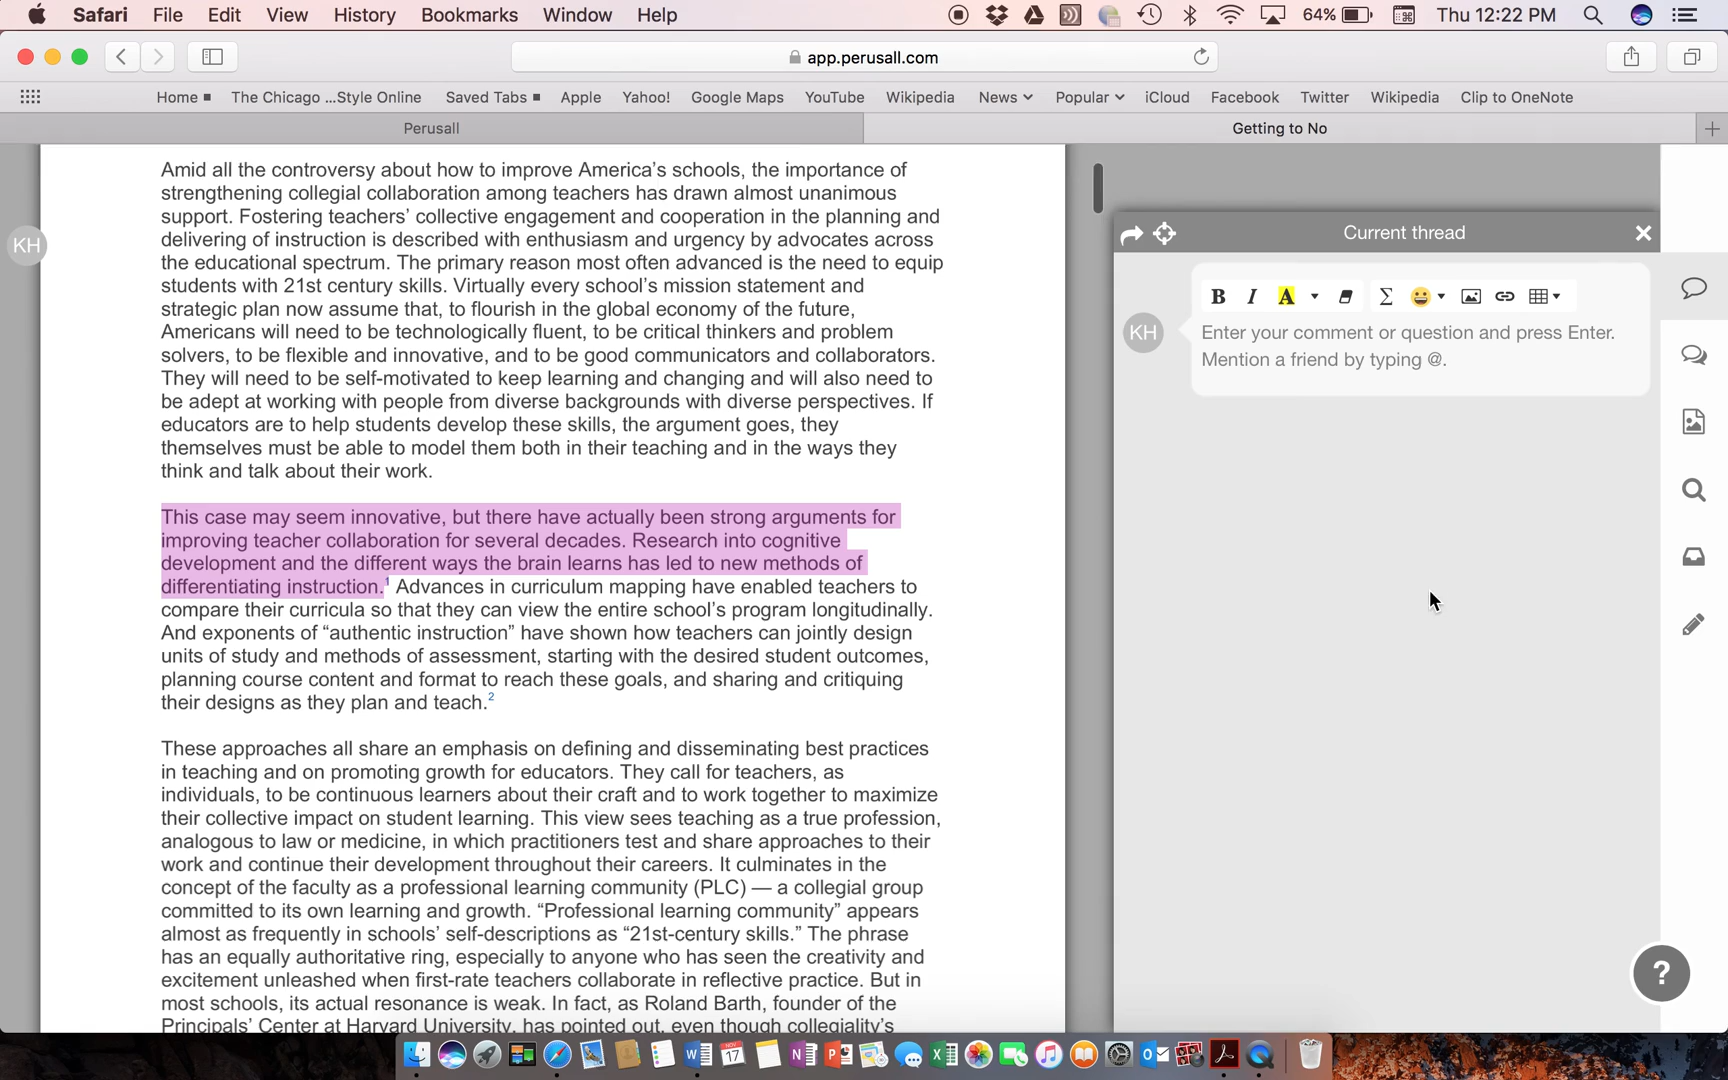 Safari File Edit View History Bookmarks Window Help 64% Thu 12:22 PM
app.perusall.com
Home The Chicago ...Style Online Saved Tabs Apple Yahoo! Google Maps YouTube Wikipedia News Popular iCloud Facebook Twitter Wikipedia Clip to OneNote
Perusall
Getting to No
KH
Amid all the controversy about how to improve America’s schools, the importance of
strengthening collegial collaboration among teachers has drawn almost unanimous
support. Fostering teachers’ collective engagement and cooperation in the planning and
delivering of instruction is described with enthusiasm and urgency by advocates across
the educational spectrum. The primary reason most often advanced is the need to equip
students with 21st century skills. Virtually every school’s mission statement and
strategic plan now assume that, to flourish in the global economy of the future,
Americans will need to be technologically fluent, to be critical thinkers and problem
solvers, to be flexible and innovative, and to be good communicators and collaborators.
They will need to be self-motivated to keep learning and changing and will also need to
be adept at working with people from diverse backgrounds with diverse perspectives. If
educators are to help students develop these skills, the argument goes, they
themselves must be able to model them both in their teaching and in the ways they
think and talk about their work.
This case may seem innovative, but there have actually been strong arguments for
improving teacher collaboration for several decades. Research into cognitive
development and the different ways the brain learns has led to new methods of
differentiating instruction.1 Advances in curriculum mapping have enabled teachers to
compare their curricula so that they can view the entire school’s program longitudinally.
And exponents of “authentic instruction” have shown how teachers can jointly design
units of study and methods of assessment, starting with the desired student outcomes,
planning course content and format to reach these goals, and sharing and critiquing
their designs as they plan and teach.2
These approaches all share an emphasis on defining and disseminating best practices
in teaching and on promoting growth for educators. They call for teachers, as
individuals, to be continuous learners about their craft and to work together to maximize
their collective impact on student learning. This view sees teaching as a true profession,
analogous to law or medicine, in which practitioners test and share approaches to their
work and continue their development throughout their careers. It culminates in the
concept of the faculty as a professional learning community (PLC) — a collegial group
committed to its own learning and growth. “Professional learning community” appears
almost as frequently in schools’ self-descriptions as “21st-century skills.” The phrase
has an equally authoritative ring, especially to anyone who has seen the creativity and
excitement unleashed when first-rate teachers collaborate in reflective practice. But in
most schools, its actual resonance is weak. In fact, as Roland Barth, founder of the
Principals’ Center at Harvard University, has pointed out, even though collegiality’s
Current thread
B I A Σ
KH
Enter your comment or question and press Enter.
Mention a friend by typing @.
?
NOV
17